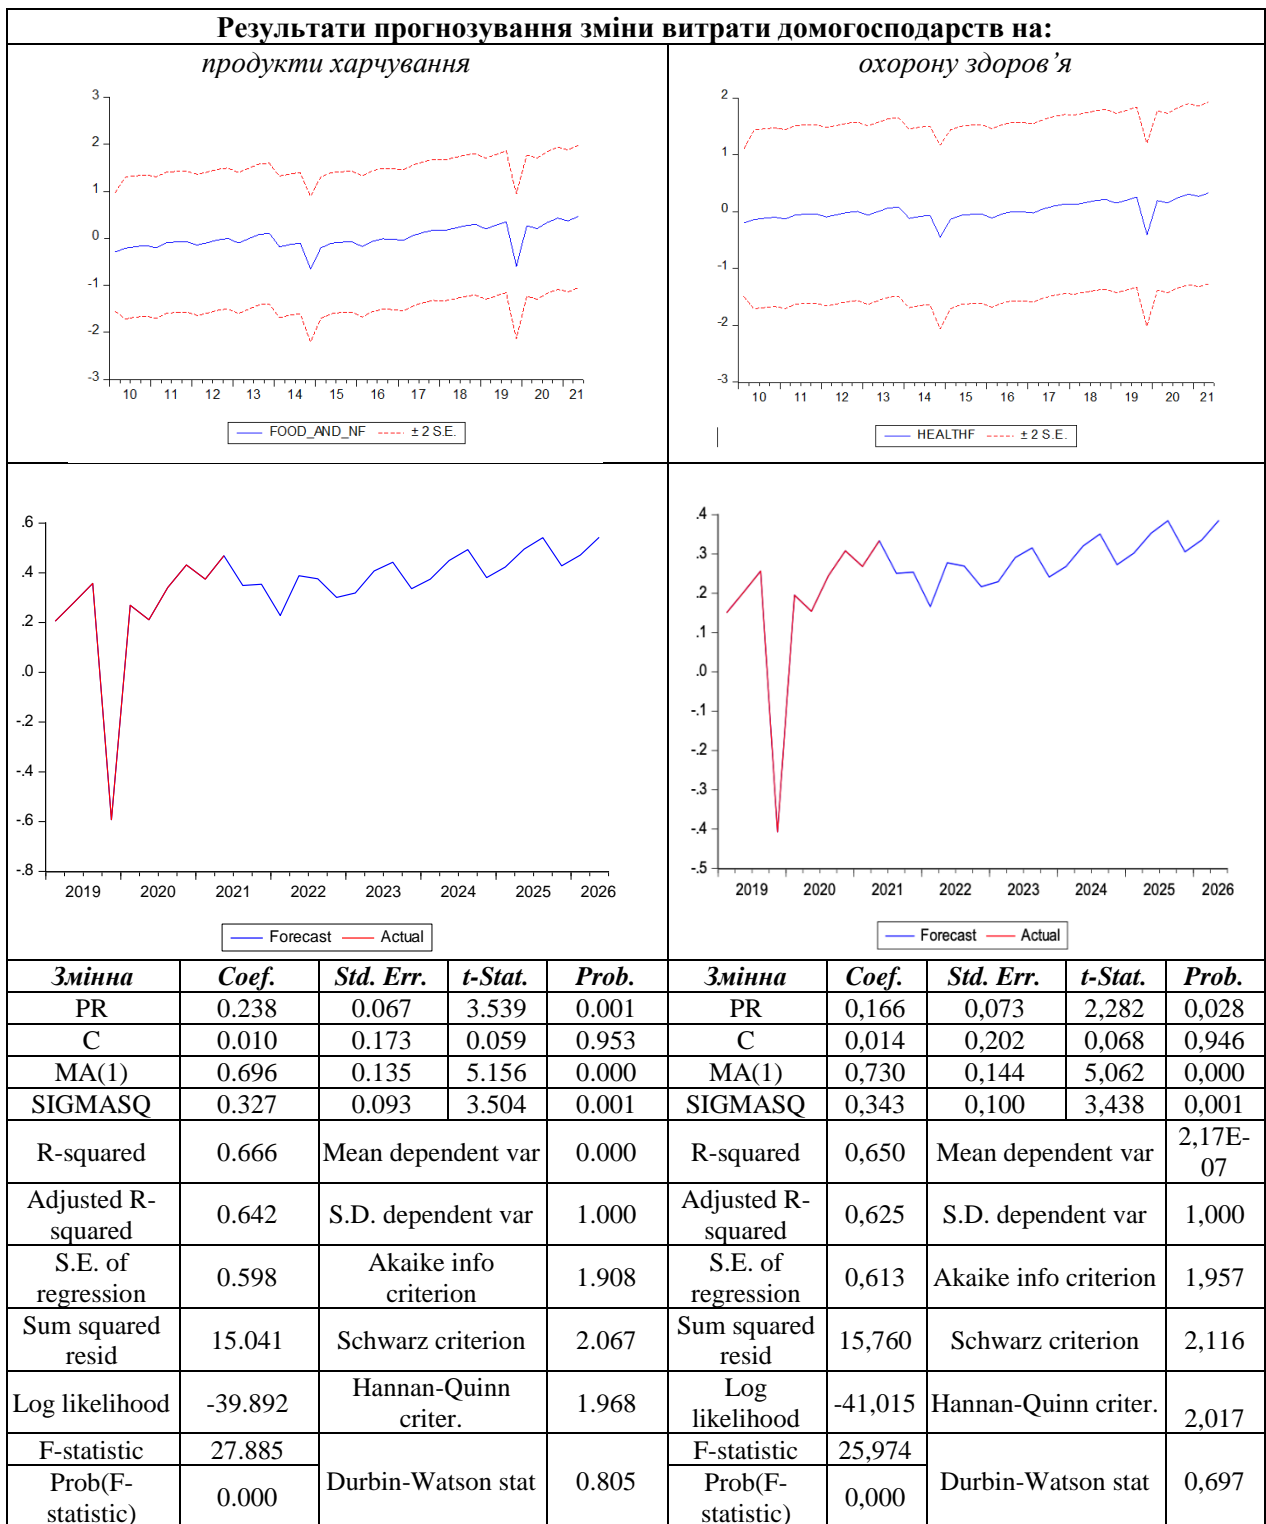 Результати прогнозування зміни витрати домогосподарств на:
продукти харчування
охорону здоров’я
3
2
1
0
-1
-2
-3
10 11 12 13 14 15 16 17 18 19 20 21
FOOD_AND_NF ± 2 S.E.
2
1
0
-1
-2
-3
10 11 12 13 14 15 16 17 18 19 20 21
HEALTHF ± 2 S.E.
.6
.4
.2
.0
-.2
-.4
-.6
-.8
2019 2020 2021 2022 2023 2024 2025 2026
Forecast Actual
.4
.3
.2
.1
.0
-.1
-.2
-.3
-.4
-.5
2019 2020 2021 2022 2023 2024 2025 2026
Forecast Actual
Змінна Coef. Std. Err. t-Stat. Prob. Змінна Coef. Std. Err. t-Stat. Prob.
PR 0.238 0.067 3.539 0.001 PR 0,166 0,073 2,282 0,028
C 0.010 0.173 0.059 0.953 C 0,014 0,202 0,068 0,946
MA(1) 0.696 0.135 5.156 0.000 MA(1) 0,730 0,144 5,062 0,000
SIGMASQ 0.327 0.093 3.504 0.001 SIGMASQ 0,343 0,100 3,438 0,001
R-squared 0.666 Mean dependent var 0.000 R-squared 0,650 Mean dependent var 2,17E-
07
Adjusted R-
squared 0.642 S.D. dependent var 1.000 Adjusted R-
squared 0,625 S.D. dependent var 1,000
S.E. of
regression 0.598 Akaike info
criterion 1.908 S.E. of
regression 0,613 Akaike info criterion 1,957
Sum squared
resid 15.041 Schwarz criterion 2.067 Sum squared
resid 15,760 Schwarz criterion 2,116
Log likelihood -39.892 Hannan-Quinn
criter. 1.968 Log
likelihood -41,015 Hannan-Quinn criter. 2,017
F-statistic 27.885 F-statistic 25,974
Prob(F-
statistic) 0.000 Durbin-Watson stat 0.805 Prob(F-
statistic) 0,000 Durbin-Watson stat 0,697